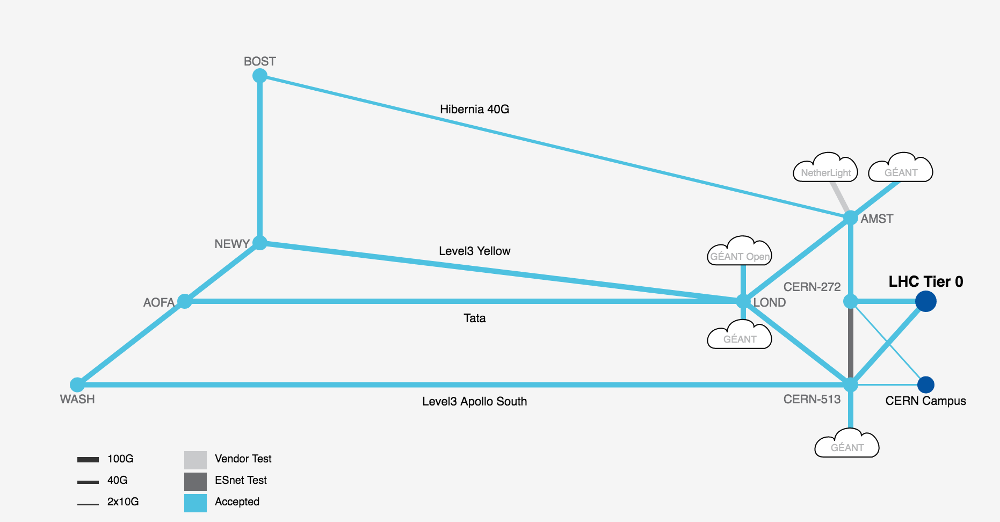 BOST
Hibernia 40G
NetherLight
GÉANT
AMST
NEWY
Level3 Yellow
GÉANT Open
LHC Tier 0
CERN-272
AOFA
LOND
Tata
GÉANT
WASH
Level3 Apollo South
CERN-513
CERN Campus
GÉANT
100G
Vendor Test
40G
ESnet Test
2x10G
Accepted